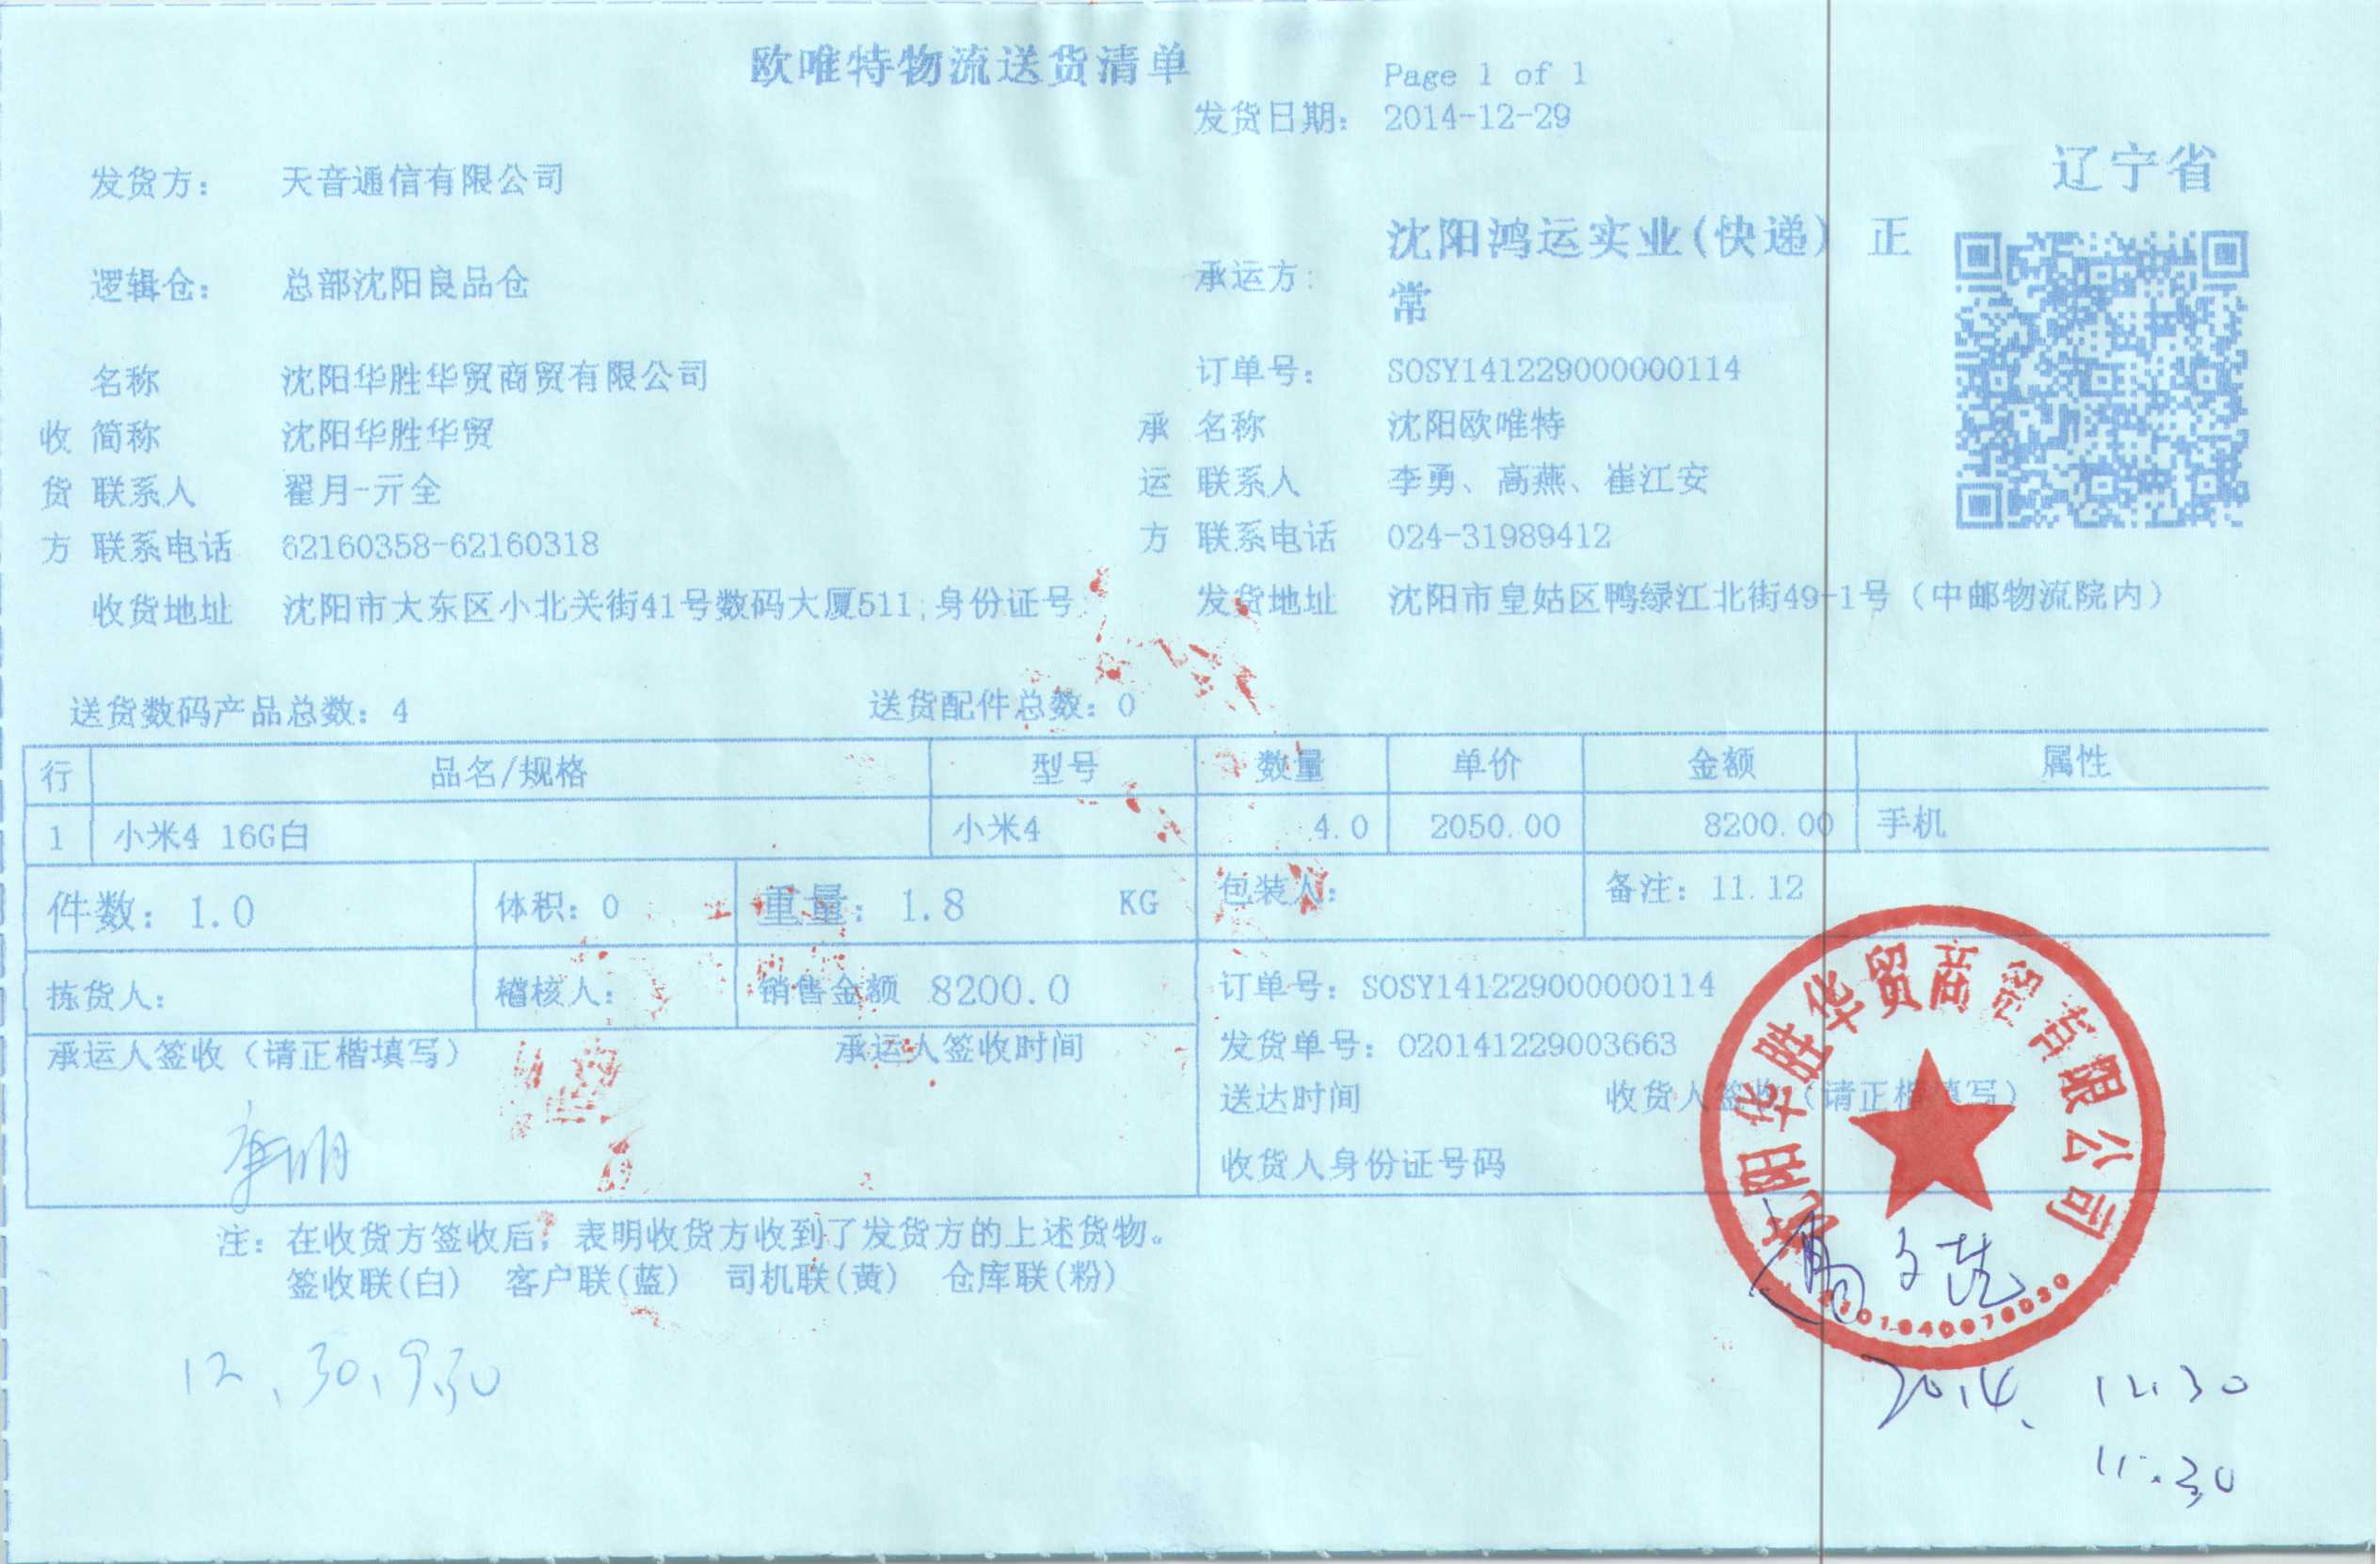 欧唯特物流送货清单
Page 1 of 1
发货日期： 2014-12-29
辽宁省
发货方： 天音通信有限公司
逻辑仓： 总部沈阳良品仓
承运方： 沈阳鸿运实业(快递) 正
常
名称 沈阳华胜华贸商贸有限公司 订单号： SOSY141229000000114
收 简称 沈阳华胜华贸 承 名称 沈阳欧唯特
货 联系人 翟月-亓全 运 联系人 李勇、高燕、崔江安
方 联系电话 62160358-62160318 方 联系电话 024-31989412
收货地址 沈阳市大东区小北关街41号数码大厦511;身份证号 发货地址 沈阳市皇姑区鸭绿江北街49-1号（中邮物流院内）
送货数码产品总数：4 送货配件总数：0
行 品名/规格 型号 数量 单价 金额 属性
1 小米4 16G白 小米4 4.0 2050.00 8200.00 手机
件数：1.0 体积：0 重量：1.8 KG 包装人： 备注：11.12
拣货人： 稽核人： 销售金额 8200.0 订单号：SOSY141229000000114
承运人签收（请正楷填写） 承运人签收时间 发货单号：020141229003663
送达时间 收货人签收（请正楷填写）
收货人身份证号码
沈阳华胜华贸商贸有限公司
注：在收货方签收后，表明收货方收到了发货方的上述货物。
签收联(白) 客户联(蓝) 司机联(黄) 仓库联(粉)
12.30.9.30
2014. 12.30
11.30